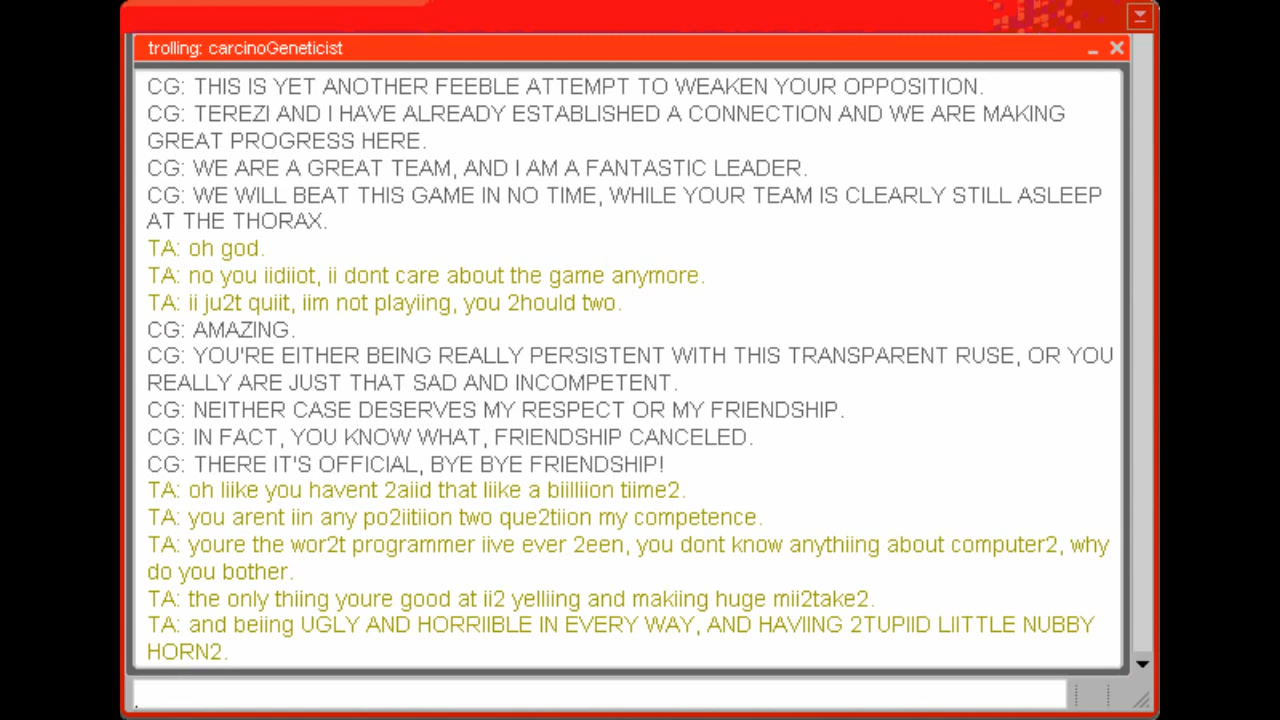 trolling: carcinoGeneticist
CG: THIS IS YET ANOTHER FEEBLE ATTEMPT TO WEAKEN YOUR OPPOSITION.
CG: TEREZI AND I HAVE ALREADY ESTABLISHED A CONNECTION AND WE ARE MAKING
GREAT PROGRESS HERE.
CG: WE ARE A GREAT TEAM, AND I AM A FANTASTIC LEADER.
CG: WE WILL BEAT THIS GAME IN NO TIME, WHILE YOUR TEAM IS CLEARLY STILL ASLEEP
AT THE THORAX.
TA: oh god.
TA: no you iidiiot, ii dont care about the game anymore.
TA: ii ju2t quiit, iim not playiing, you 2hould two.
CG: AMAZING.
CG: YOU'RE EITHER BEING REALLY PERSISTENT WITH THIS TRANSPARENT RUSE, OR YOU
REALLY ARE JUST THAT SAD AND INCOMPETENT.
CG: NEITHER CASE DESERVES MY RESPECT OR MY FRIENDSHIP.
CG: IN FACT, YOU KNOW WHAT, FRIENDSHIP CANCELED.
CG: THERE IT'S OFFICIAL, BYE BYE FRIENDSHIP!
TA: oh liike you havent 2aiid that liike a biilliion tiime2.
TA: you arent iin any po2iitiion two que2tiion my competence.
TA: youre the wor2t programmer iive ever 2een, you dont know anythiing about computer2, why
do you bother.
TA: the only thiing youre good at ii2 yelliing and makiing huge mii2take2.
TA: and beiing UGLY AND HORRIIBLE IN EVERY WAY, AND HAVIING 2TUPIID LIITTLE NUBBY
HORN2.